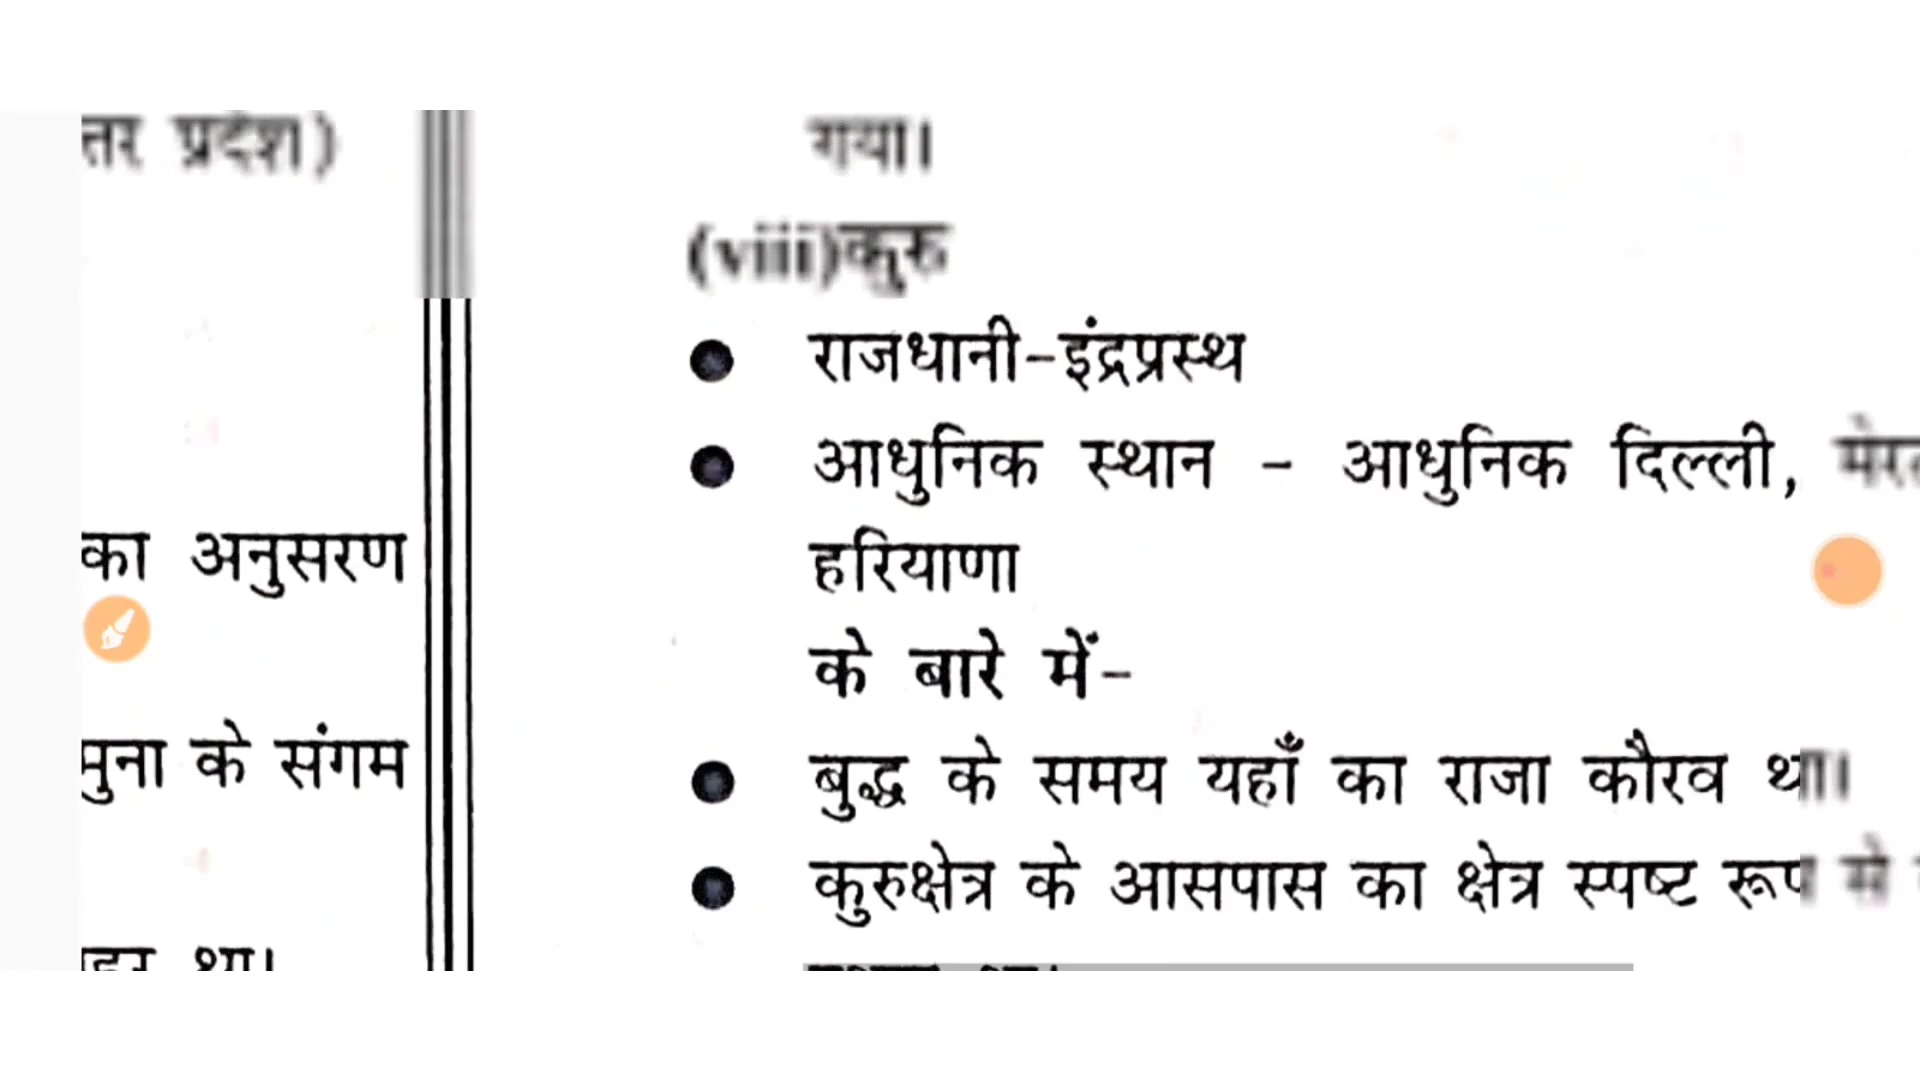 तर प्रदेश)
का अनुसरण
मुना के संगम
गया।
(viii)कुरु
राजधानी-इंद्रप्रस्थ
आधुनिक स्थान - आधुनिक दिल्ली,
हरियाणा
के बारे में-
बुद्ध के समय यहाँ का राजा कौरव था।
कुरुक्षेत्र के आसपास का क्षेत्र स्पष्ट रूप में